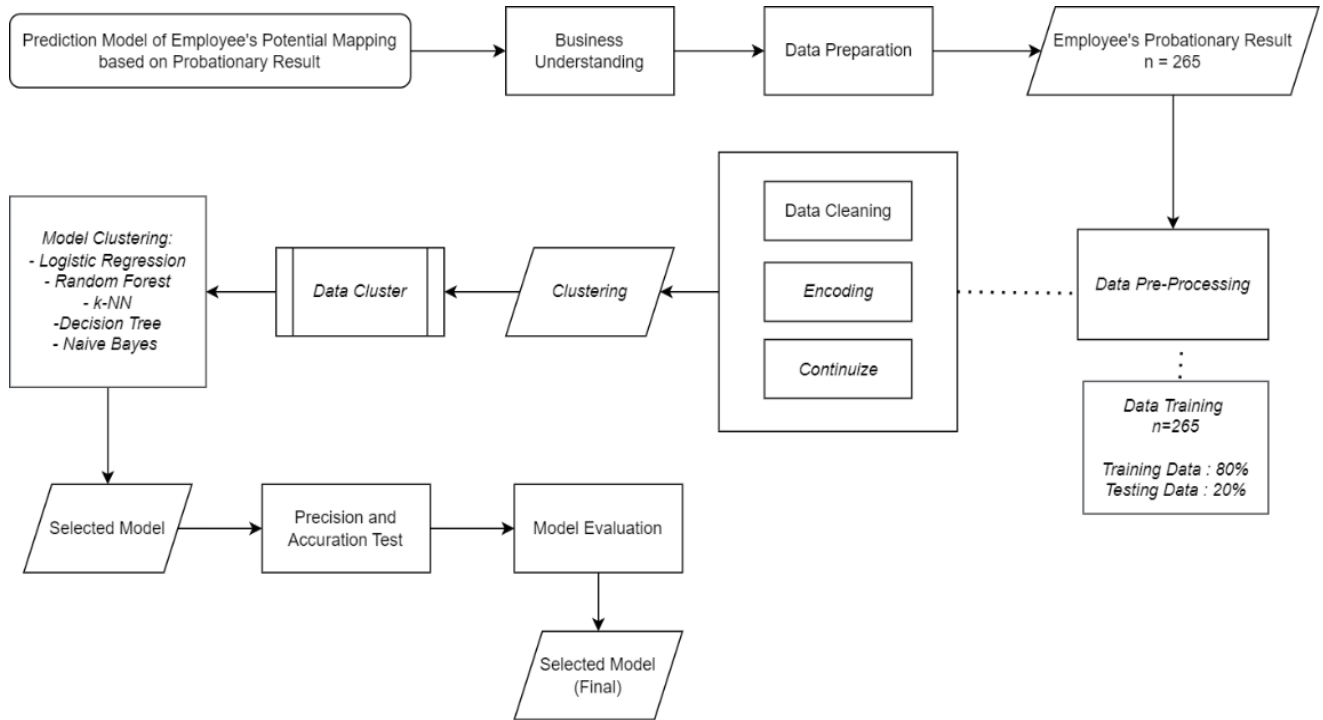 Prediction Model of Employee's Potential Mapping
based on Probationary Result
Business
Understanding
Data Preparation
Employee's Probationary Result
n = 265
Data Pre-Processing
Data Training
n=265
Training Data : 80%
Testing Data : 20%
Data Cleaning
Encoding
Continuize
Clustering
Data Cluster
Model Clustering:
- Logistic Regression
- Random Forest
- k-NN
-Decision Tree
- Naive Bayes
Selected Model
Precision and
Accuration Test
Model Evaluation
Selected Model
(Final)